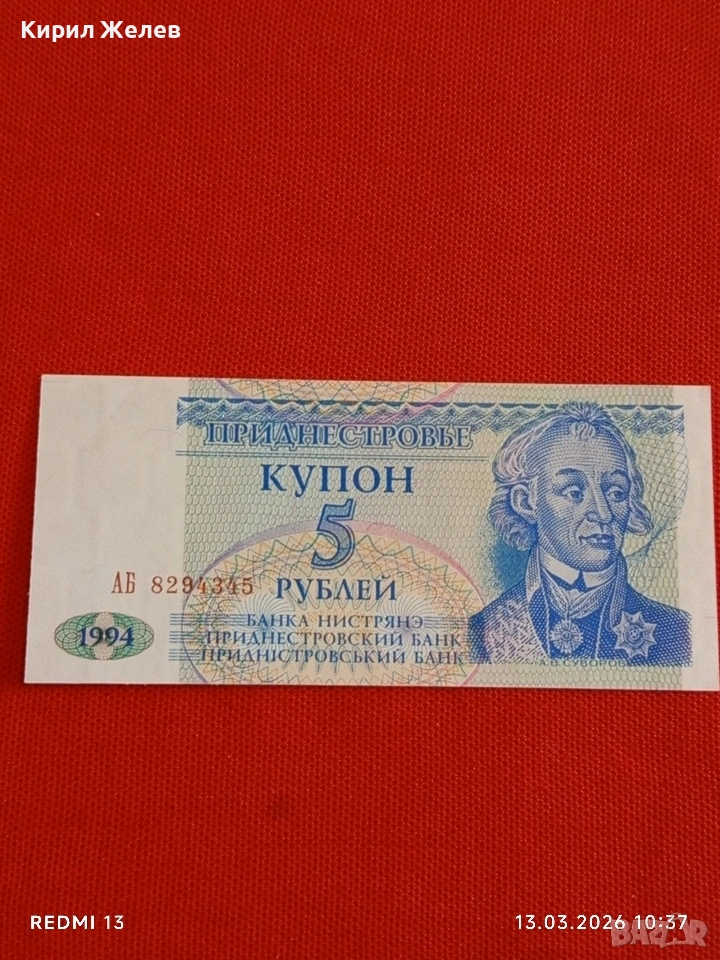 Кирил Желев
ПРИДНЕСТРОВЬЕ
КУПОН
5
РУБЛЕЙ
АБ 8294345
1994
БАНКА НИСТРЯНЭ
ПРИДНЕСТРОВСКИЙ БАНК
ПРИДНІСТРОВСЬКИЙ БАНК
А.В.СУВОРОВ
REDMI 13
13.03.2026 10:37
BAZAR